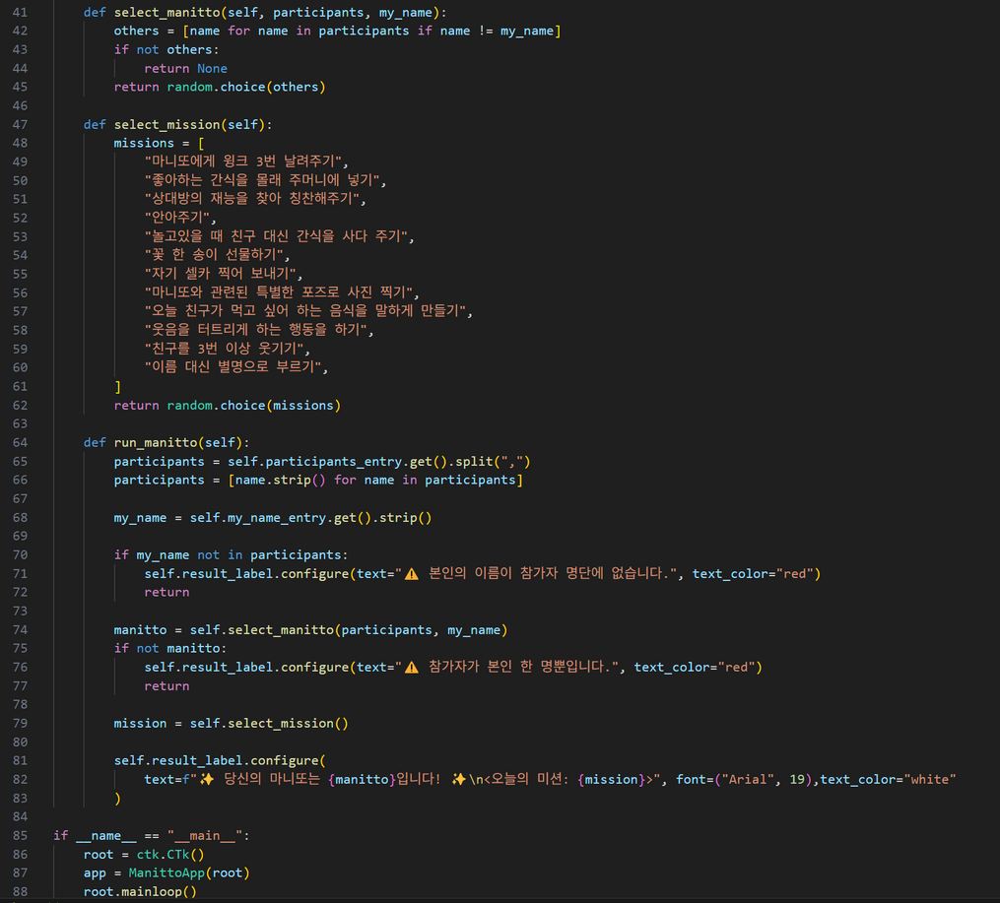 41 def select_manitto(self, participants, my_name):
42 others = [name for name in participants if name != my_name]
43 if not others:
44 return None
45 return random.choice(others)
46
47 def select_mission(self):
48 missions = [
49 "마니또에게 윙크 3번 날려주기",
50 "좋아하는 간식을 몰래 주머니에 넣기",
51 "상대방의 재능을 찾아 칭찬해주기",
52 "안아주기",
53 "놀고있을 때 친구 대신 간식을 사다 주기",
54 "꽃 한 송이 선물하기",
55 "자기 셀카 찍어 보내기",
56 "마니또와 관련된 특별한 포즈로 사진 찍기",
57 "오늘 친구가 먹고 싶어 하는 음식을 말하게 만들기",
58 "웃음을 터트리게 하는 행동을 하기",
59 "친구를 3번 이상 웃기기",
60 "이름 대신 별명으로 부르기",
61 ]
62 return random.choice(missions)
63
64 def run_manitto(self):
65 participants = self.participants_entry.get().split(",")
66 participants = [name.strip() for name in participants]
67
68 my_name = self.my_name_entry.get().strip()
69
70 if my_name not in participants:
71 self.result_label.configure(text="⚠️ 본인의 이름이 참가자 명단에 없습니다.", text_color="red")
72 return
73
74 manitto = self.select_manitto(participants, my_name)
75 if not manitto:
76 self.result_label.configure(text="⚠️ 참가자가 본인 한 명뿐입니다.", text_color="red")
77 return
78
79 mission = self.select_mission()
80
81 self.result_label.configure(
82 text=f"✨ 당신의 마니또는 {manitto}입니다! ✨\n<오늘의 미션: {mission}>", font=("Arial", 19),text_color="white"
83 )
84
85 if __name__ == "__main__":
86 root = ctk.CTk()
87 app = ManittoApp(root)
88 root.mainloop()